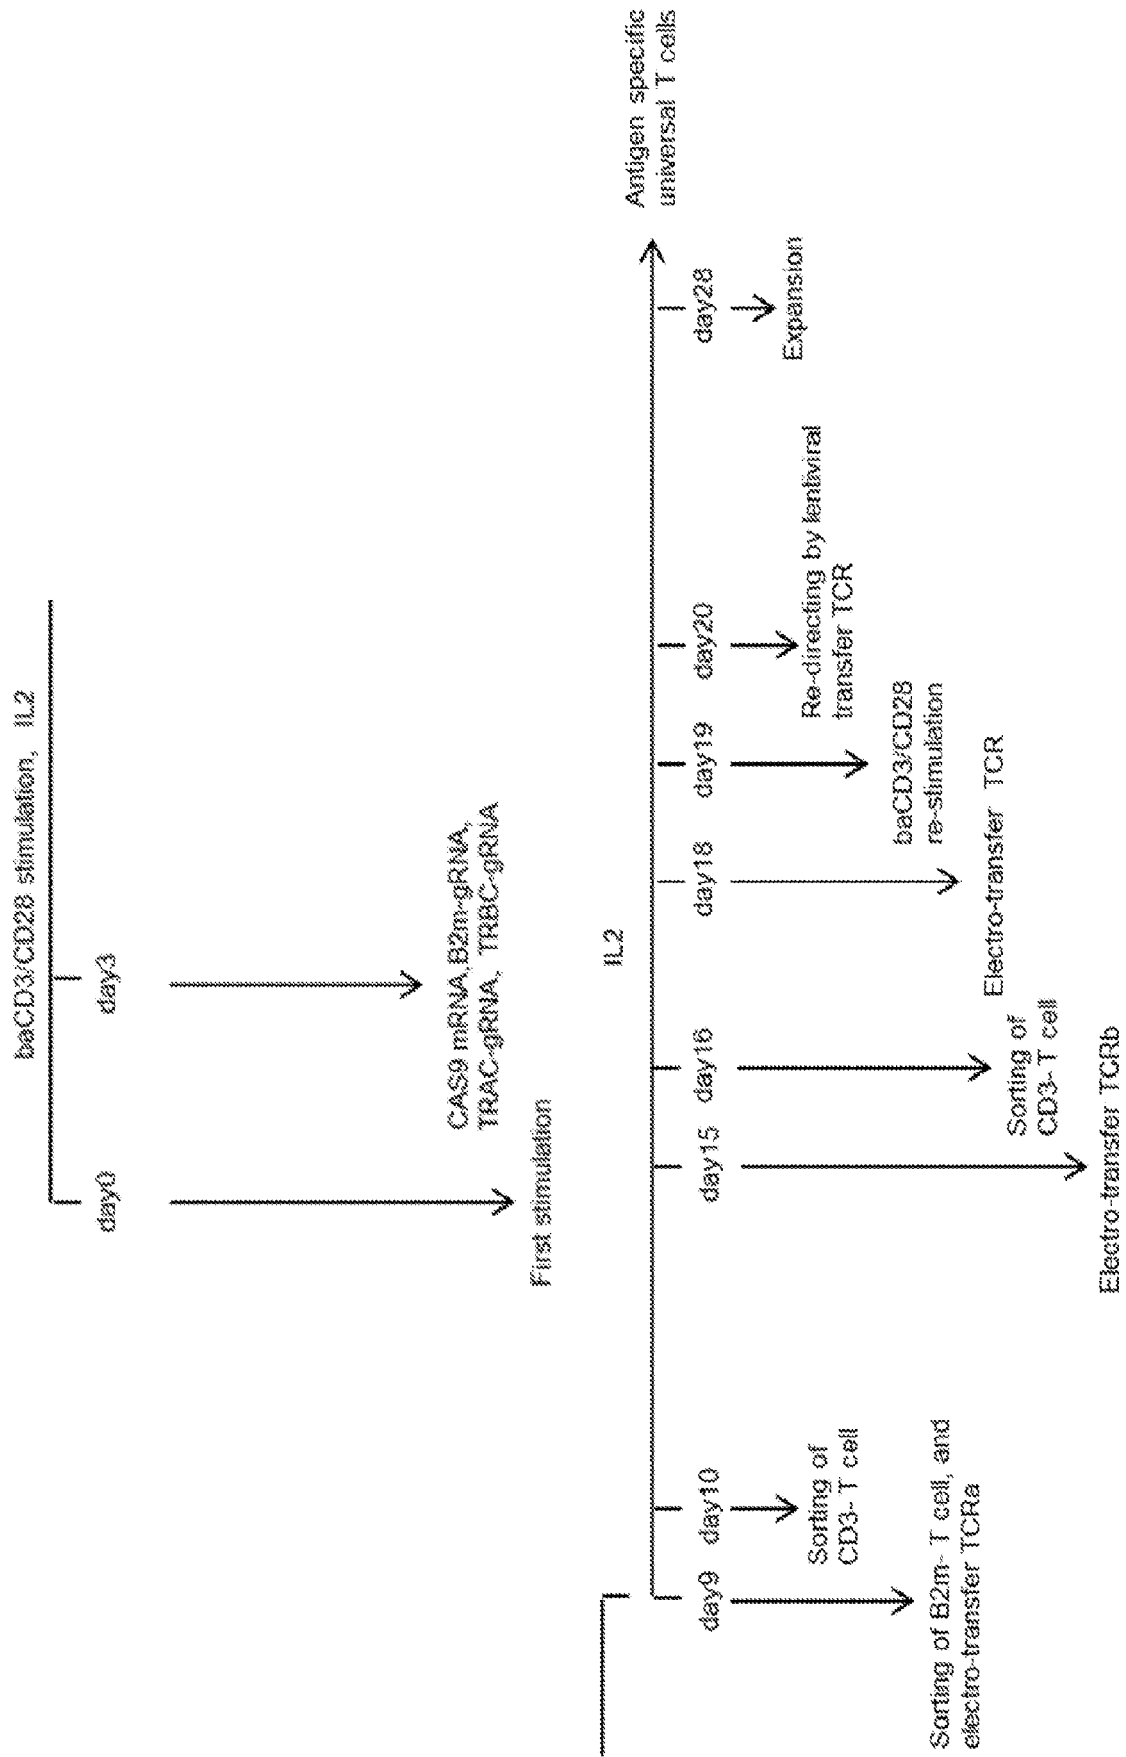 baCD3/CD28 stimulation, IL2
day0
day3
CAS9 mRNA,B2m-gRNA,
TRAC-gRNA, TRBC-gRNA
First stimulation
IL2
Antigen specific
universal T cells
day9
day10
day15
day16
day18
day19
day20
day28
Sorting of B2m- T cell, and
electro-transfer TCRa
Sorting of
CD3- T cell
Electro-transfer TCRb
Sorting of
CD3- T cell
Electro-transfer TCR
baCD3/CD28
re-stimulation
Re-directing by lentiviral
transfer TCR
Expansion